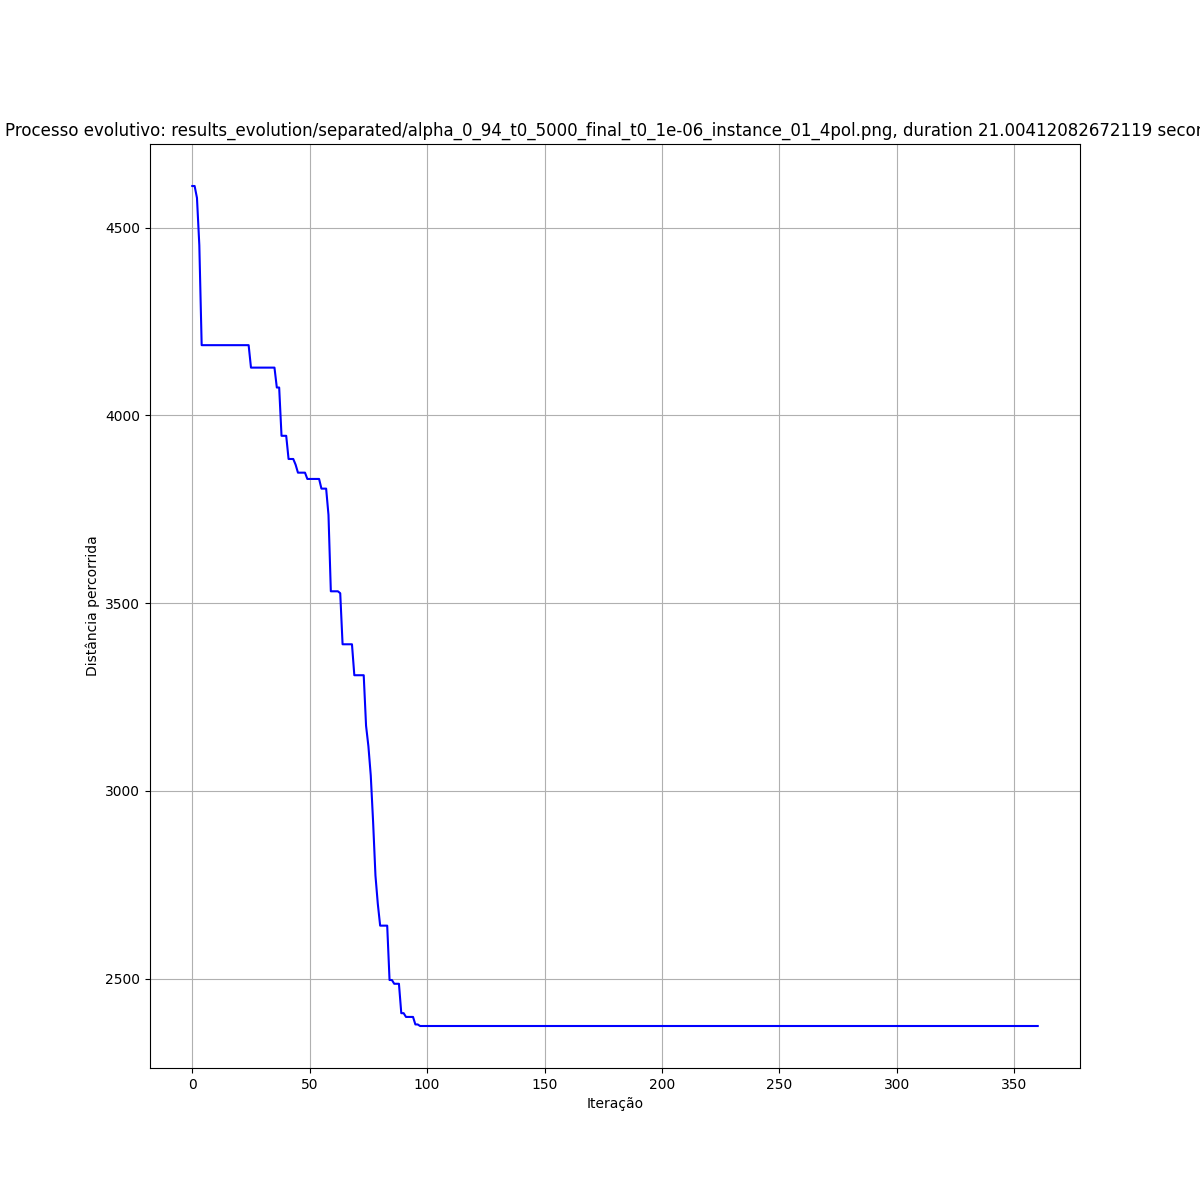 Processo evolutivo: results_evolution/separated/alpha_0_94_t0_5000_final_t0_1e-06_instance_01_4pol.png, duration 21.00412082672119
4500
4000
3500
3000
2500
Distância percorrida
0 50 100 150 200 250 300 350
Iteração